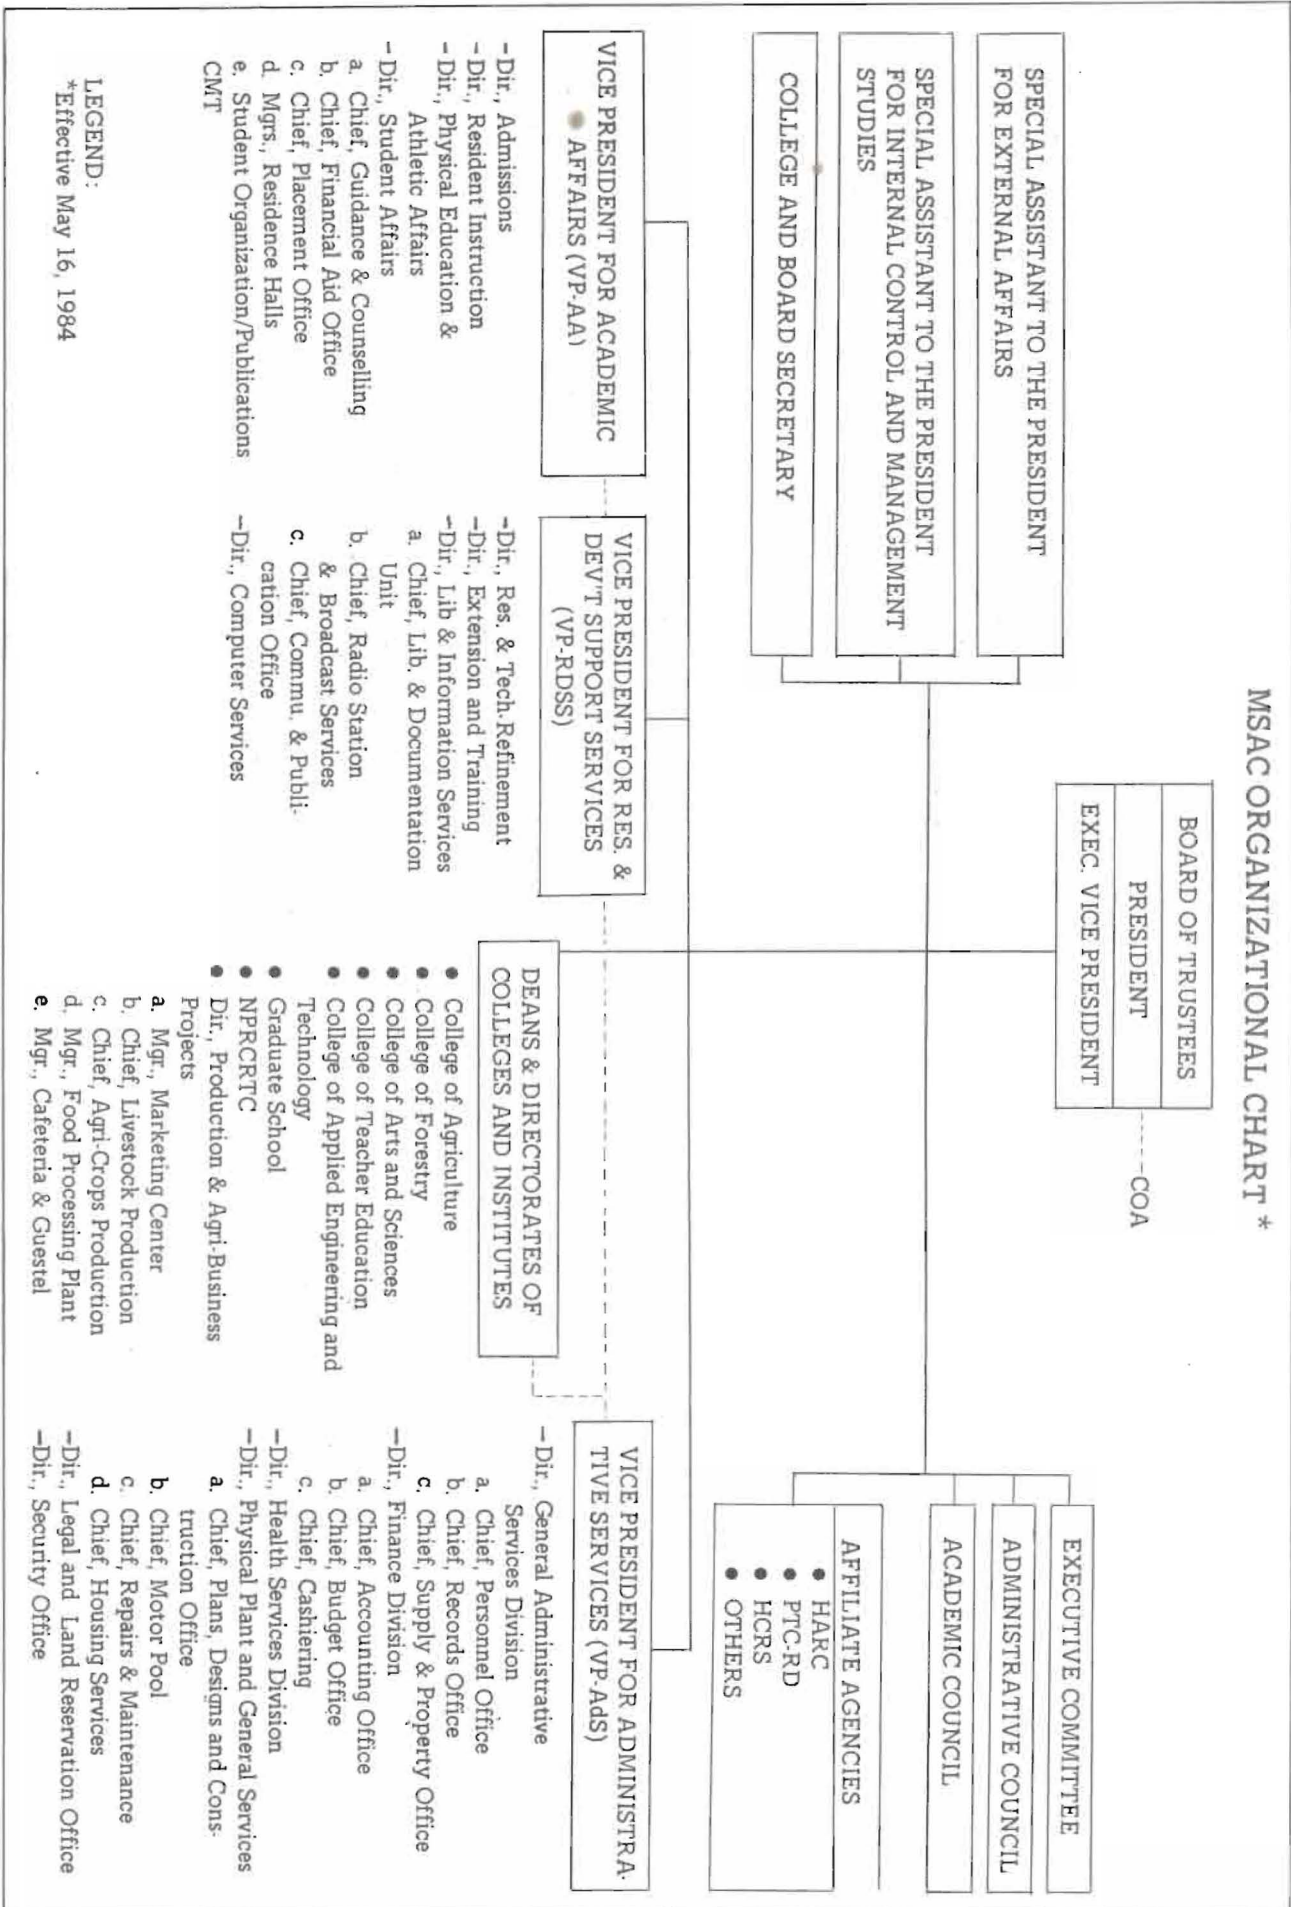 MSAC ORGANIZATIONAL CHART *
BOARD OF TRUSTEES
PRESIDENT
EXEC. VICE PRESIDENT
COA
SPECIAL ASSISTANT TO THE PRESIDENT
FOR EXTERNAL AFFAIRS
SPECIAL ASSISTANT TO THE PRESIDENT
FOR INTERNAL CONTROL AND MANAGEMENT
STUDIES
COLLEGE AND BOARD SECRETARY
EXECUTIVE COMMITTEE
ADMINISTRATIVE COUNCIL
ACADEMIC COUNCIL
AFFILIATE AGENCIES
● HARC
● PTC-RD
● HCRS
● OTHERS
VICE PRESIDENT FOR ACADEMIC
AFFAIRS (VP-AA)
—Dir., Admissions
—Dir., Resident Instruction
—Dir., Physical Education &
Athletic Affairs
—Dir., Student Affairs
a. Chief, Guidance & Counselling
b. Chief, Financial Aid Office
c. Chief, Placement Office
d. Mgrs., Residence Halls
e. Student Organization/Publications
CMT
VICE PRESIDENT FOR RES. &
DEV'T SUPPORT SERVICES
(VP-RDSS)
—Dir., Res. & Tech. Refinement
—Dir., Extension and Training
—Dir., Lib & Information Services
a. Chief, Lib. & Documentation
Unit
b. Chief, Radio Station
& Broadcast Services
c. Chief, Commu. & Publi-
cation Office
—Dir., Computer Services
DEANS & DIRECTORATES OF
COLLEGES AND INSTITUTES
● College of Agriculture
● College of Forestry
● College of Arts and Sciences
● College of Teacher Education
● College of Applied Engineering and
Technology
● Graduate School
● NPRCRTC
● Dir., Production & Agri-Business
Projects
a. Mgr., Marketing Center
b. Chief, Livestock Production
c. Chief, Agri-Crops Production
d. Mgr., Food Processing Plant
e. Mgr., Cafeteria & Guestel
VICE PRESIDENT FOR ADMINISTRA-
TIVE SERVICES (VP-AdS)
—Dir., General Administrative
Services Division
a. Chief, Personnel Office
b. Chief, Records Office
c. Chief, Supply & Property Office
—Dir., Finance Division
a. Chief, Accounting Office
b. Chief, Budget Office
c. Chief, Cashiering
—Dir., Health Services Division
—Dir., Physical Plant and General Services
a. Chief, Plans, Designs and Cons-
truction Office
b. Chief, Motor Pool
c. Chief, Repairs & Maintenance
d. Chief, Housing Services
—Dir., Legal and Land Reservation Office
—Dir., Security Office
LEGEND:
*Effective May 16, 1984